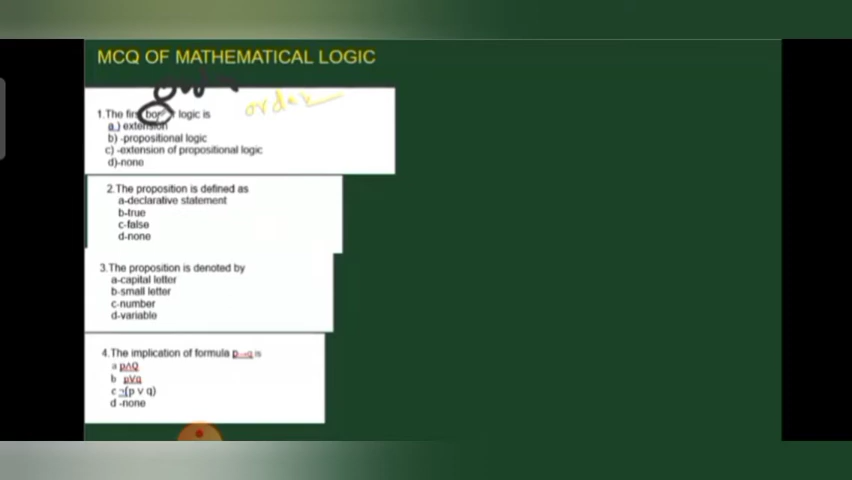 MCQ OF MATHEMATICAL LOGIC
order
1.The first logic is
a.) extension
b) -propositional logic
c) -extension of propositional logic
d)-none
2.The proposition is defined as
a-declarative statement
b-true
c-false
d-none
3.The proposition is denoted by
a-capital letter
b-small letter
c-number
d-variable
4.The implication of formula p→q is
a p∧Q
b p∨q
c ¬(p v q)
d -none